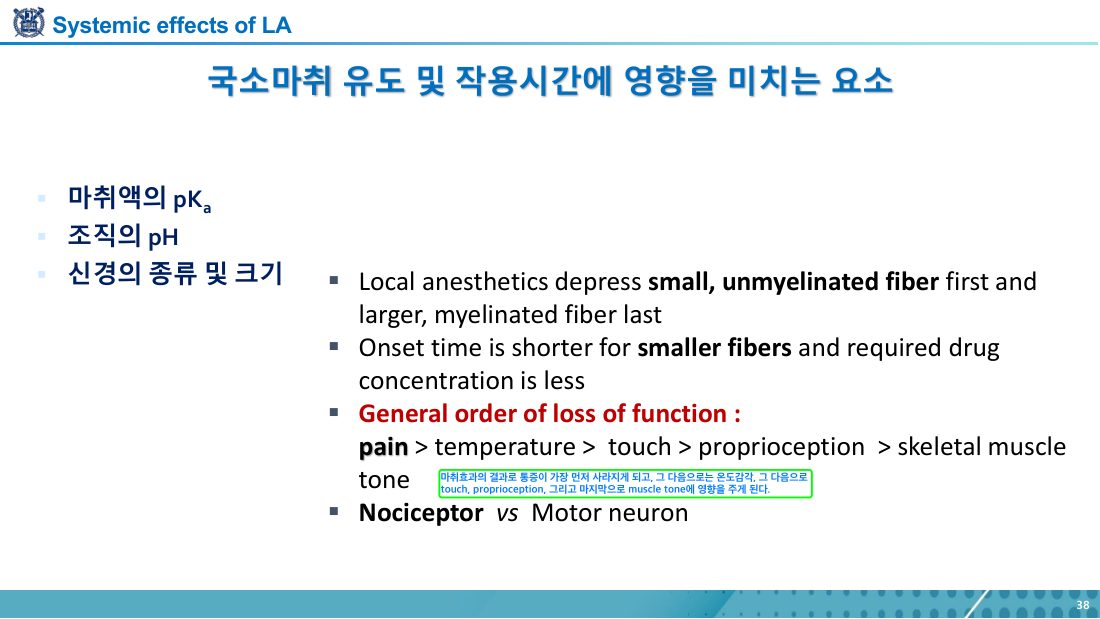 Systemic effects of LA
국소마취 유도 및 작용시간에 영향을 미치는 요소
마취액의 pKa
조직의 pH
신경의 종류 및 크기
Local anesthetics depress small, unmyelinated fiber first and
larger, myelinated fiber last
Onset time is shorter for smaller fibers and required drug
concentration is less
General order of loss of function :
pain > temperature > touch > proprioception > skeletal muscle
tone
마취효과의 결과로 통증이 가장 먼저 사라지게 되고, 그 다음으로는 온도감각, 그 다음으로
touch, proprioception, 그리고 마지막으로 muscle tone에 영향을 주게 된다.
Nociceptor vs Motor neuron
38